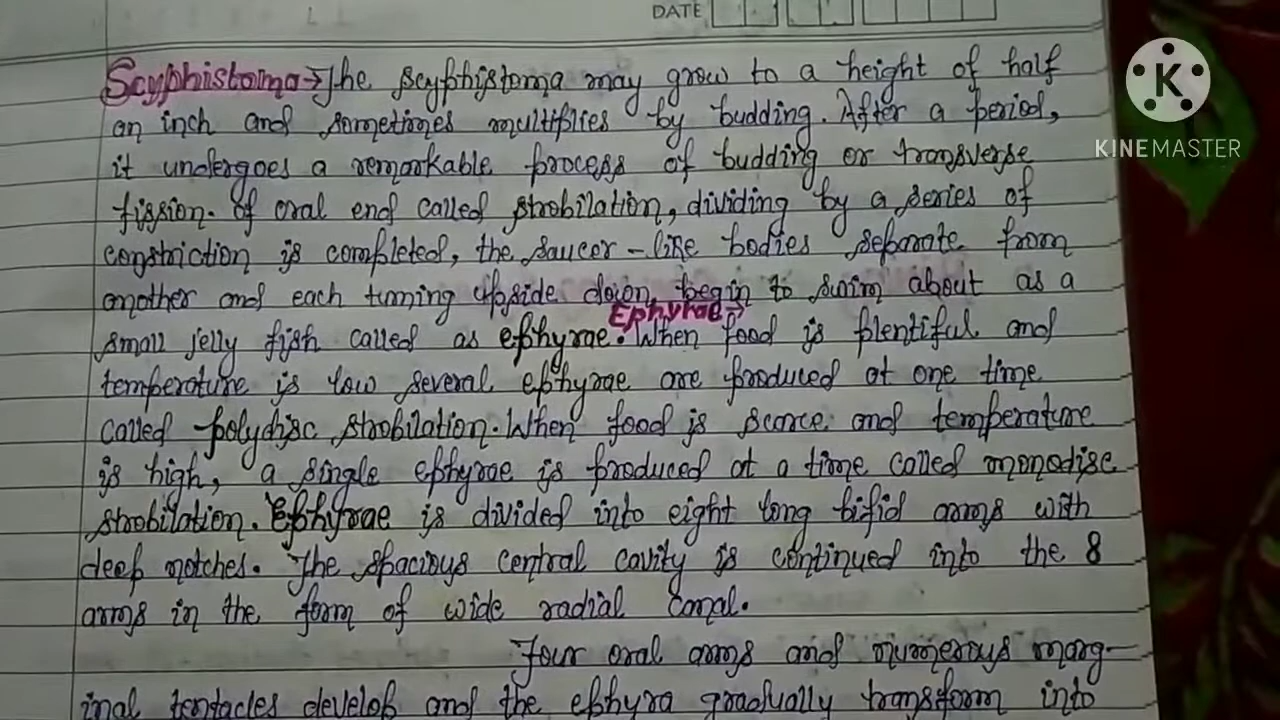 DATE
K
KINEMASTER
Scyphistoma → The scyphistoma may grow to a height of half
an inch and sometimes multiplies by budding. After a period,
it undergoes a remarkable process of budding or transverse
fission. Of oral end called strobilation, dividing by a series of
constriction is completed, the saucer-like bodies separate from
another and each turning upside down, begin to swim about as a
Ephyrae →
small jelly fish called as ephyrae. When food is plentiful and
temperature is low several ephyrae are produced at one time
called polydisc strobilation. When food is scarce and temperature
is high, a single ephyrae is produced at a time called monodisc
strobilation. Ephyrae is divided into eight long bifid arms with
deep notches. The spacious central cavity is continued into the 8
arms in the form of wide radial canal.
Four oral arms and numerous marg-
inal tentacles develop and the ephyra gradually transform into